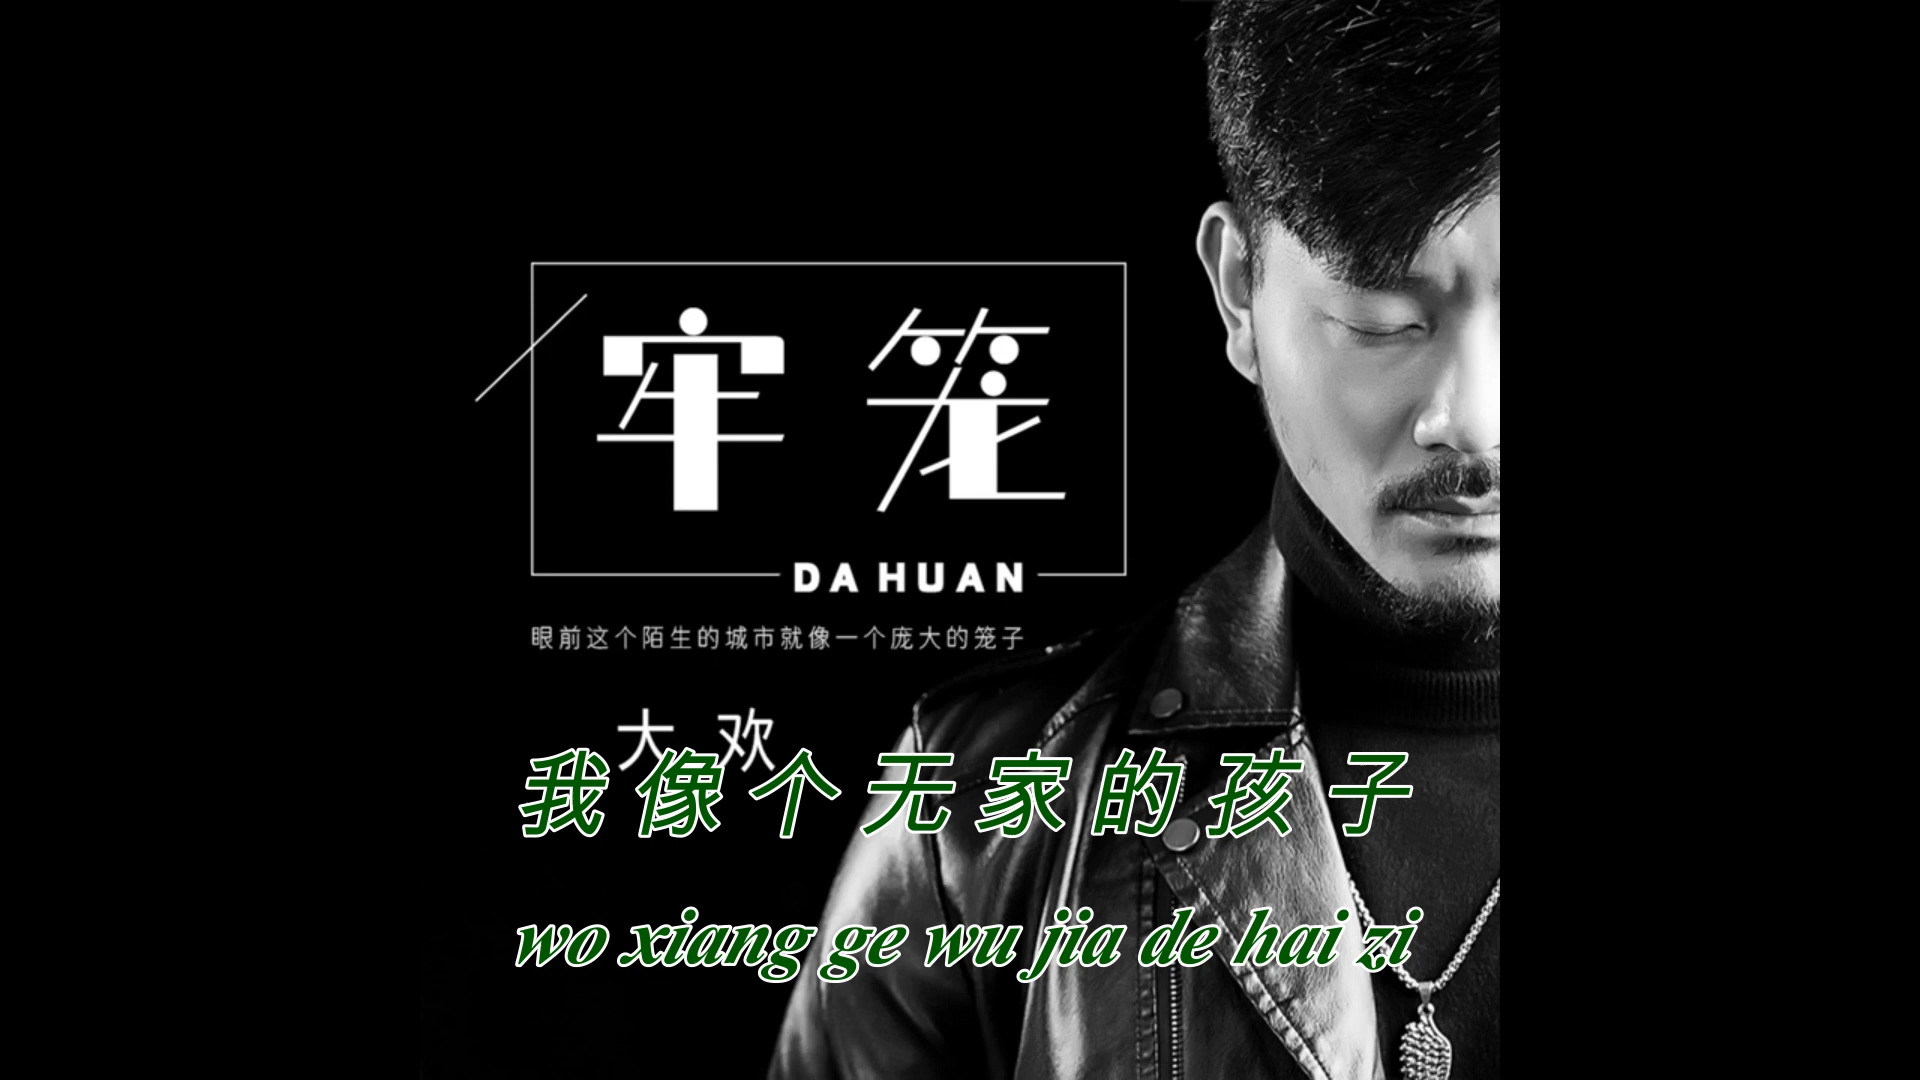 牢笼
DA HUAN
眼前这个陌生的城市就像一个庞大的笼子
大欢
我像个无家的孩子
wo xiang ge wu jia de hai zi